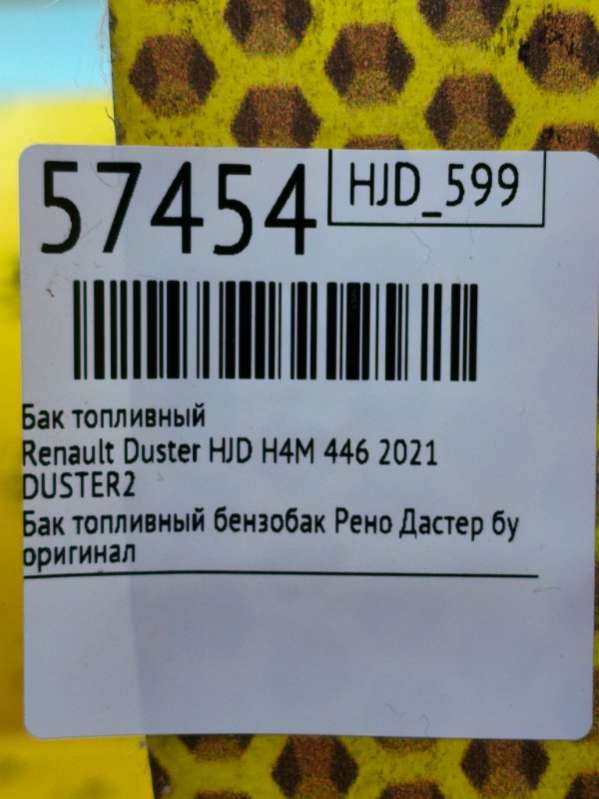 57454
HJD_599
Бак топливный
Renault Duster HJD H4M 446 2021
DUSTER2
Бак топливный бензобак Рено Дастер бу
оригинал